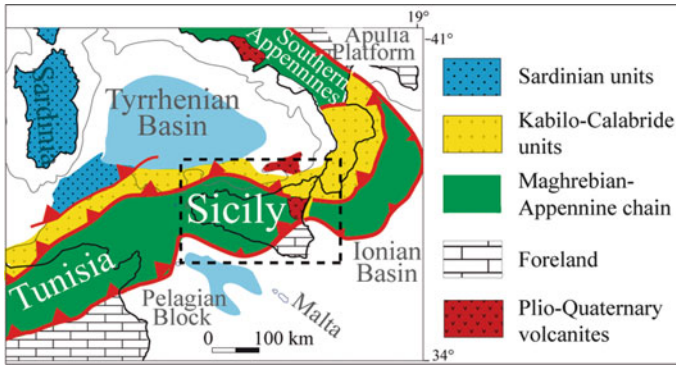 19°
41°
Apulia
Platform
Southern
Appennines
Sardinia
Tyrrhenian
Basin
Sicily
Tunisia
Ionian
Basin
Pelagian
Block
Malta
0 100 km
34°
Sardinian units
Kabilo-Calabride
units
Maghrebian-
Appennine chain
Foreland
Plio-Quaternary
volcanites